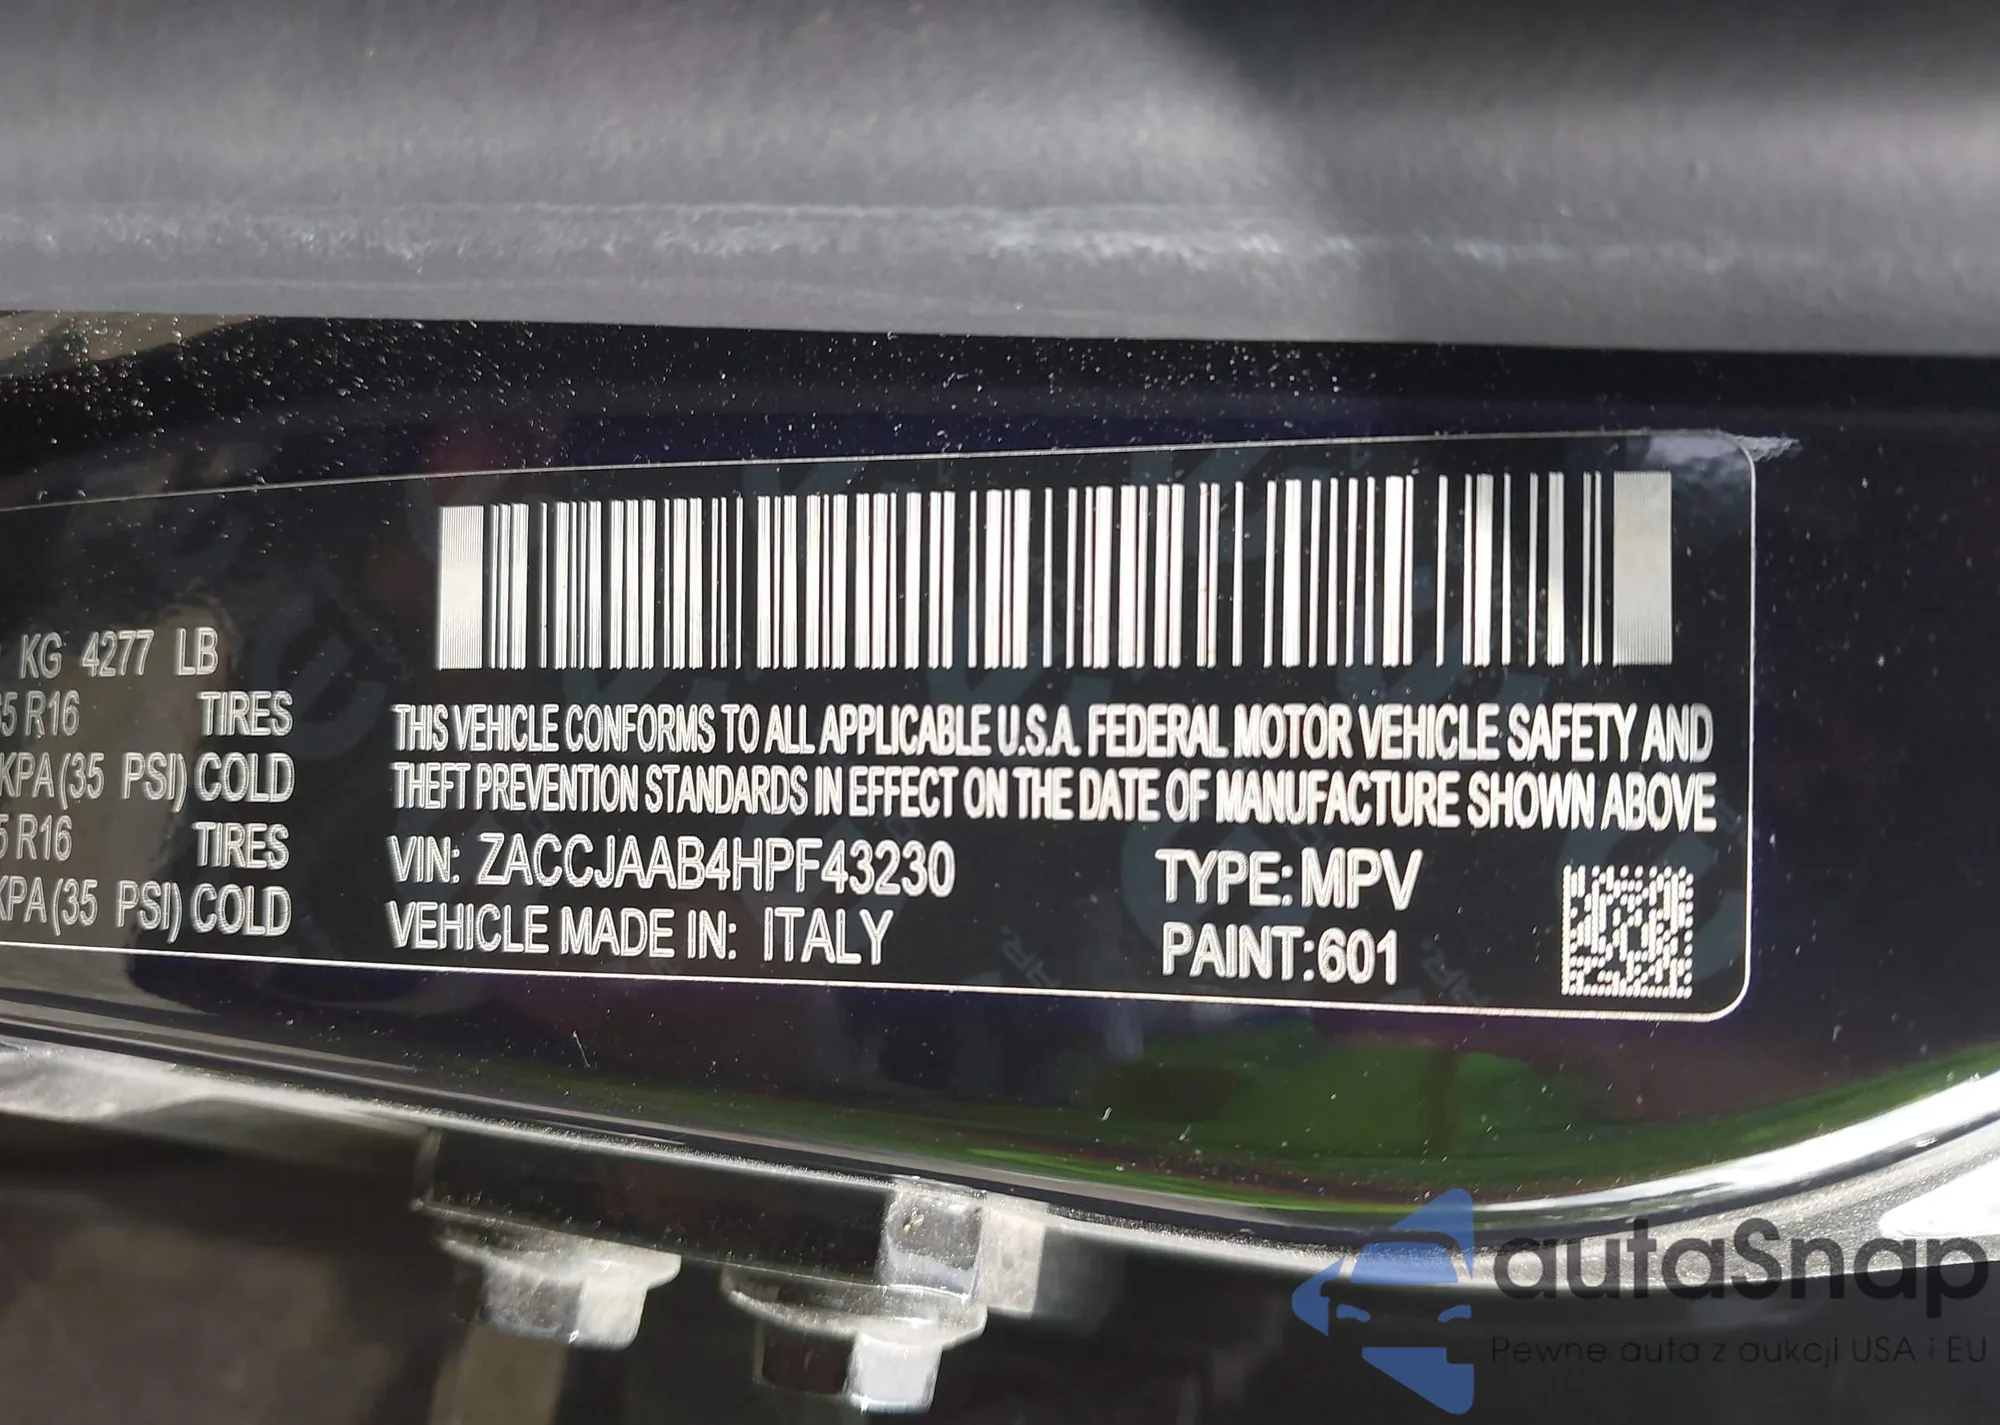 KG 4277 LB
5 R16 TIRES
KPA(35 PSI) COLD
5 R16 TIRES
KPA(35 PSI) COLD
THIS VEHICLE CONFORMS TO ALL APPLICABLE U.S.A. FEDERAL MOTOR VEHICLE SAFETY AND
THEFT PREVENTION STANDARDS IN EFFECT ON THE DATE OF MANUFACTURE SHOWN ABOVE
VIN: ZACCJAAB4HPF43230 TYPE: MPV
VEHICLE MADE IN: ITALY PAINT:601
autaSnap
Pewne auta z aukcji USA i EU